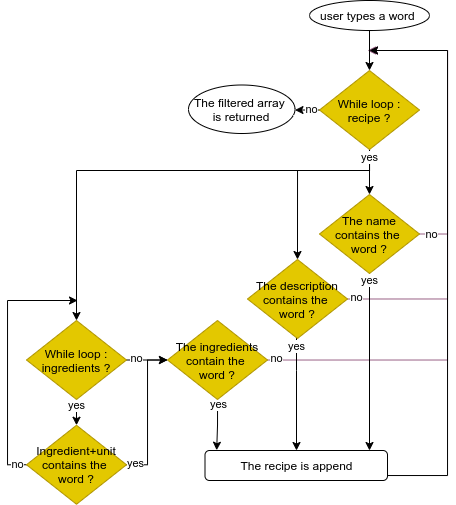 user types a word
While loop :
recipe ?
no
The filtered array
is returned
yes
The name
contains the
word ?
no
yes
The description
contains the
word ?
no
yes
The ingredients
contain the
word ?
no
yes
While loop :
ingredients ?
no
yes
Ingredient+unit
contains the
word ?
no
yes
The recipe is append